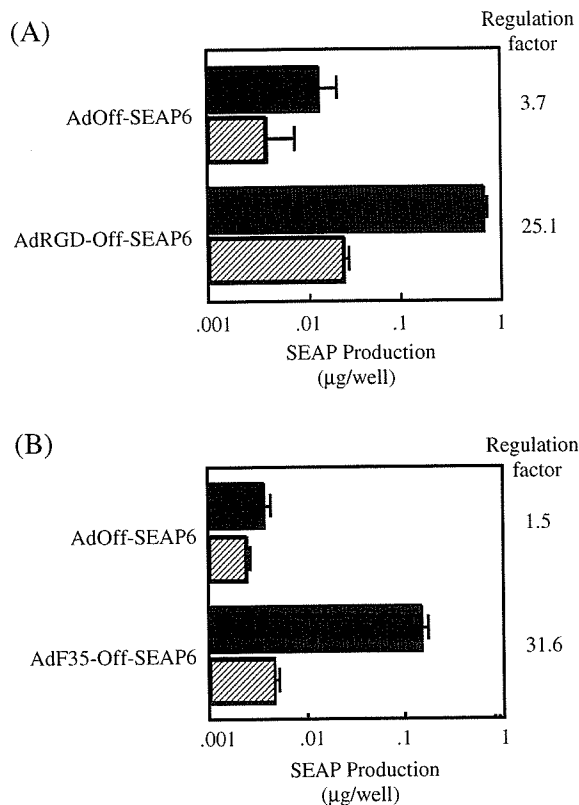 (A)
Regulation
factor
AdOff-SEAP6
3.7
AdRGD-Off-SEAP6
25.1
.001 .01 .1 1
SEAP Production
(µg/well)
(B)
Regulation
factor
AdOff-SEAP6
1.5
AdF35-Off-SEAP6
31.6
.001 .01 .1 1
SEAP Production
(µg/well)